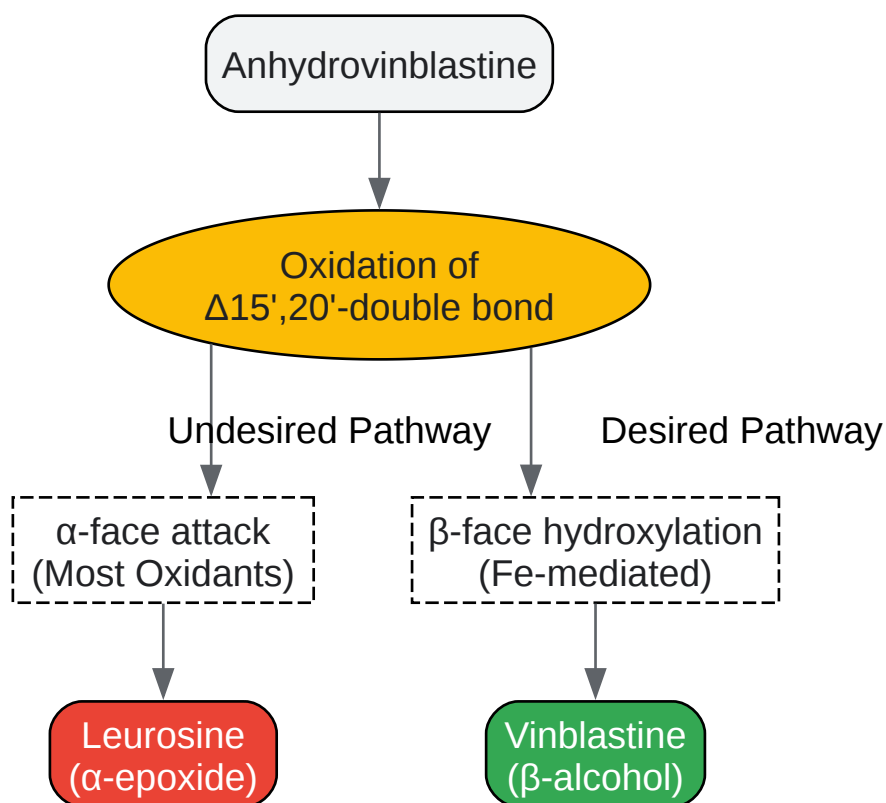 Anhydrovinblastine
Oxidation of
Δ15',20'-double bond
Undesired Pathway
Desired Pathway
α-face attack
(Most Oxidants)
β-face hydroxylation
(Fe-mediated)
Leurosine
(α-epoxide)
Vinblastine
(β-alcohol)